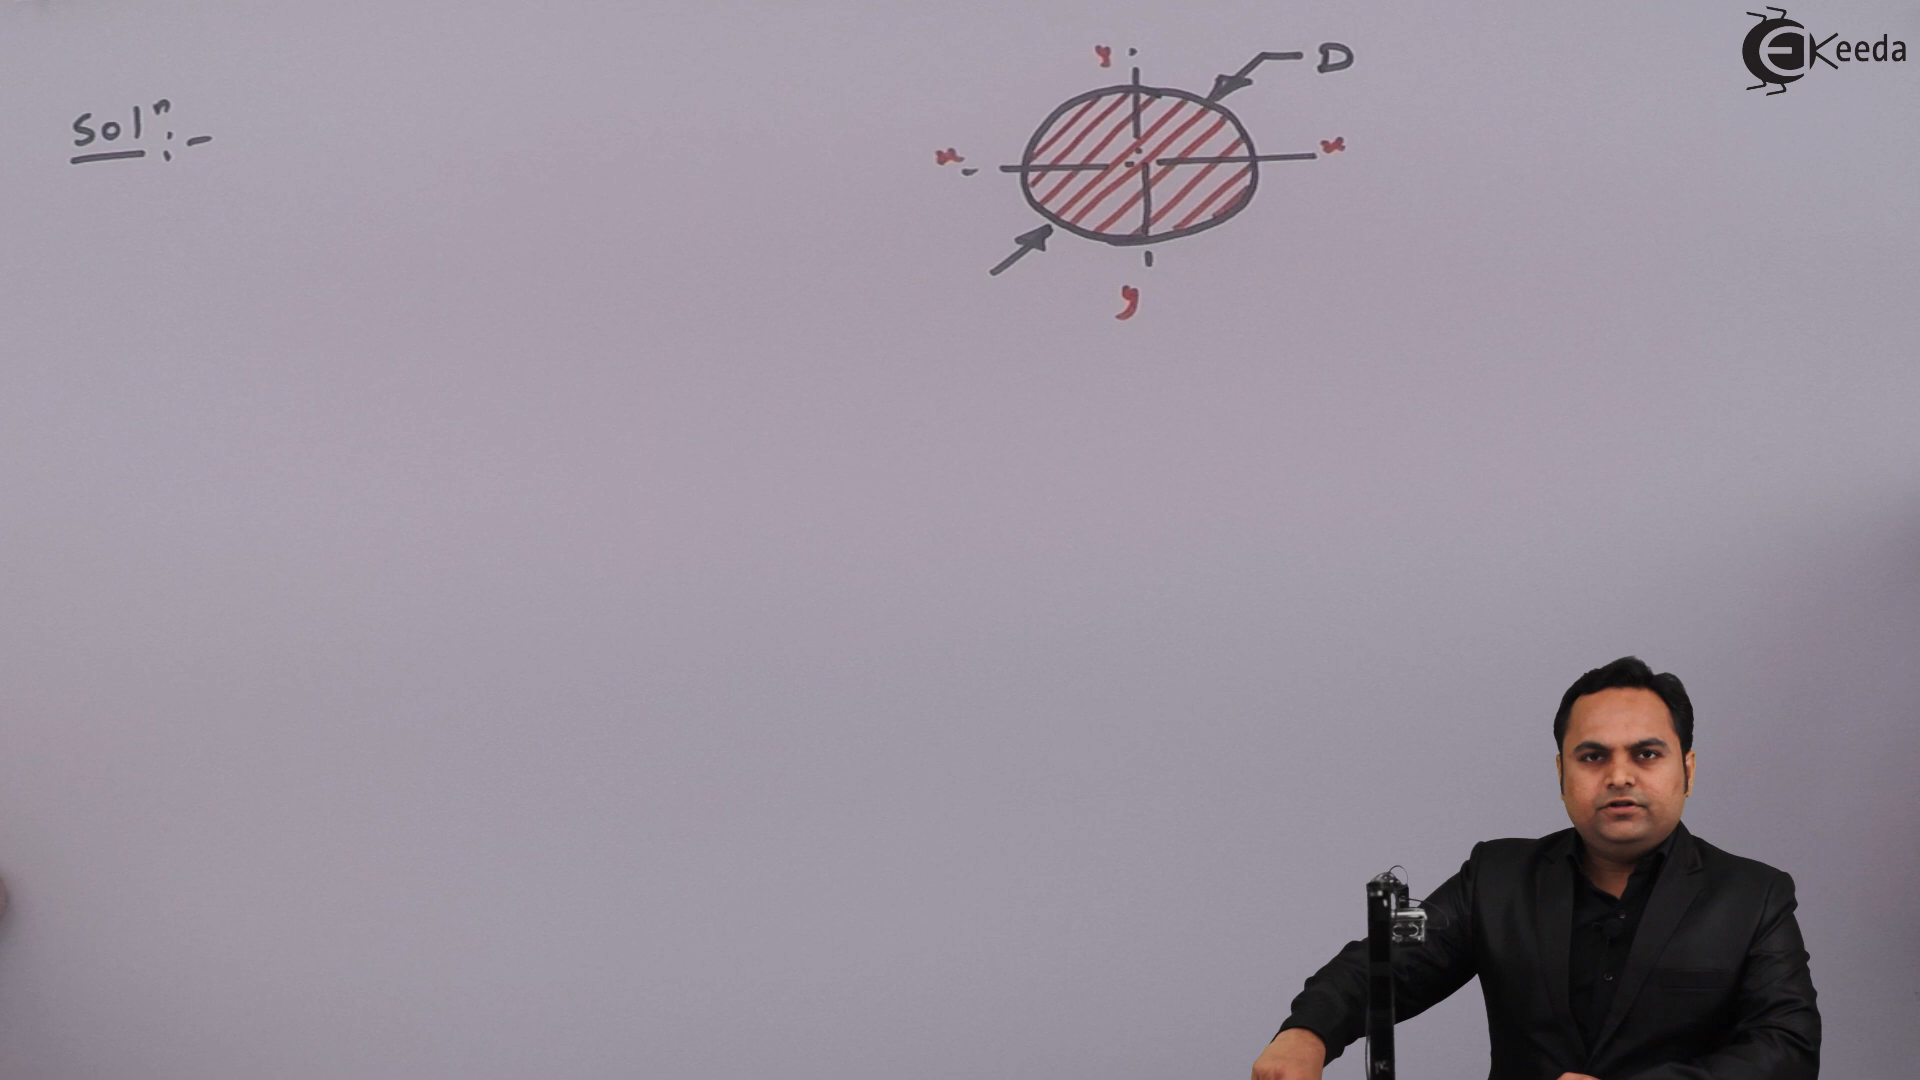 Keeda
y
D
Solⁿ :-
x
x
y